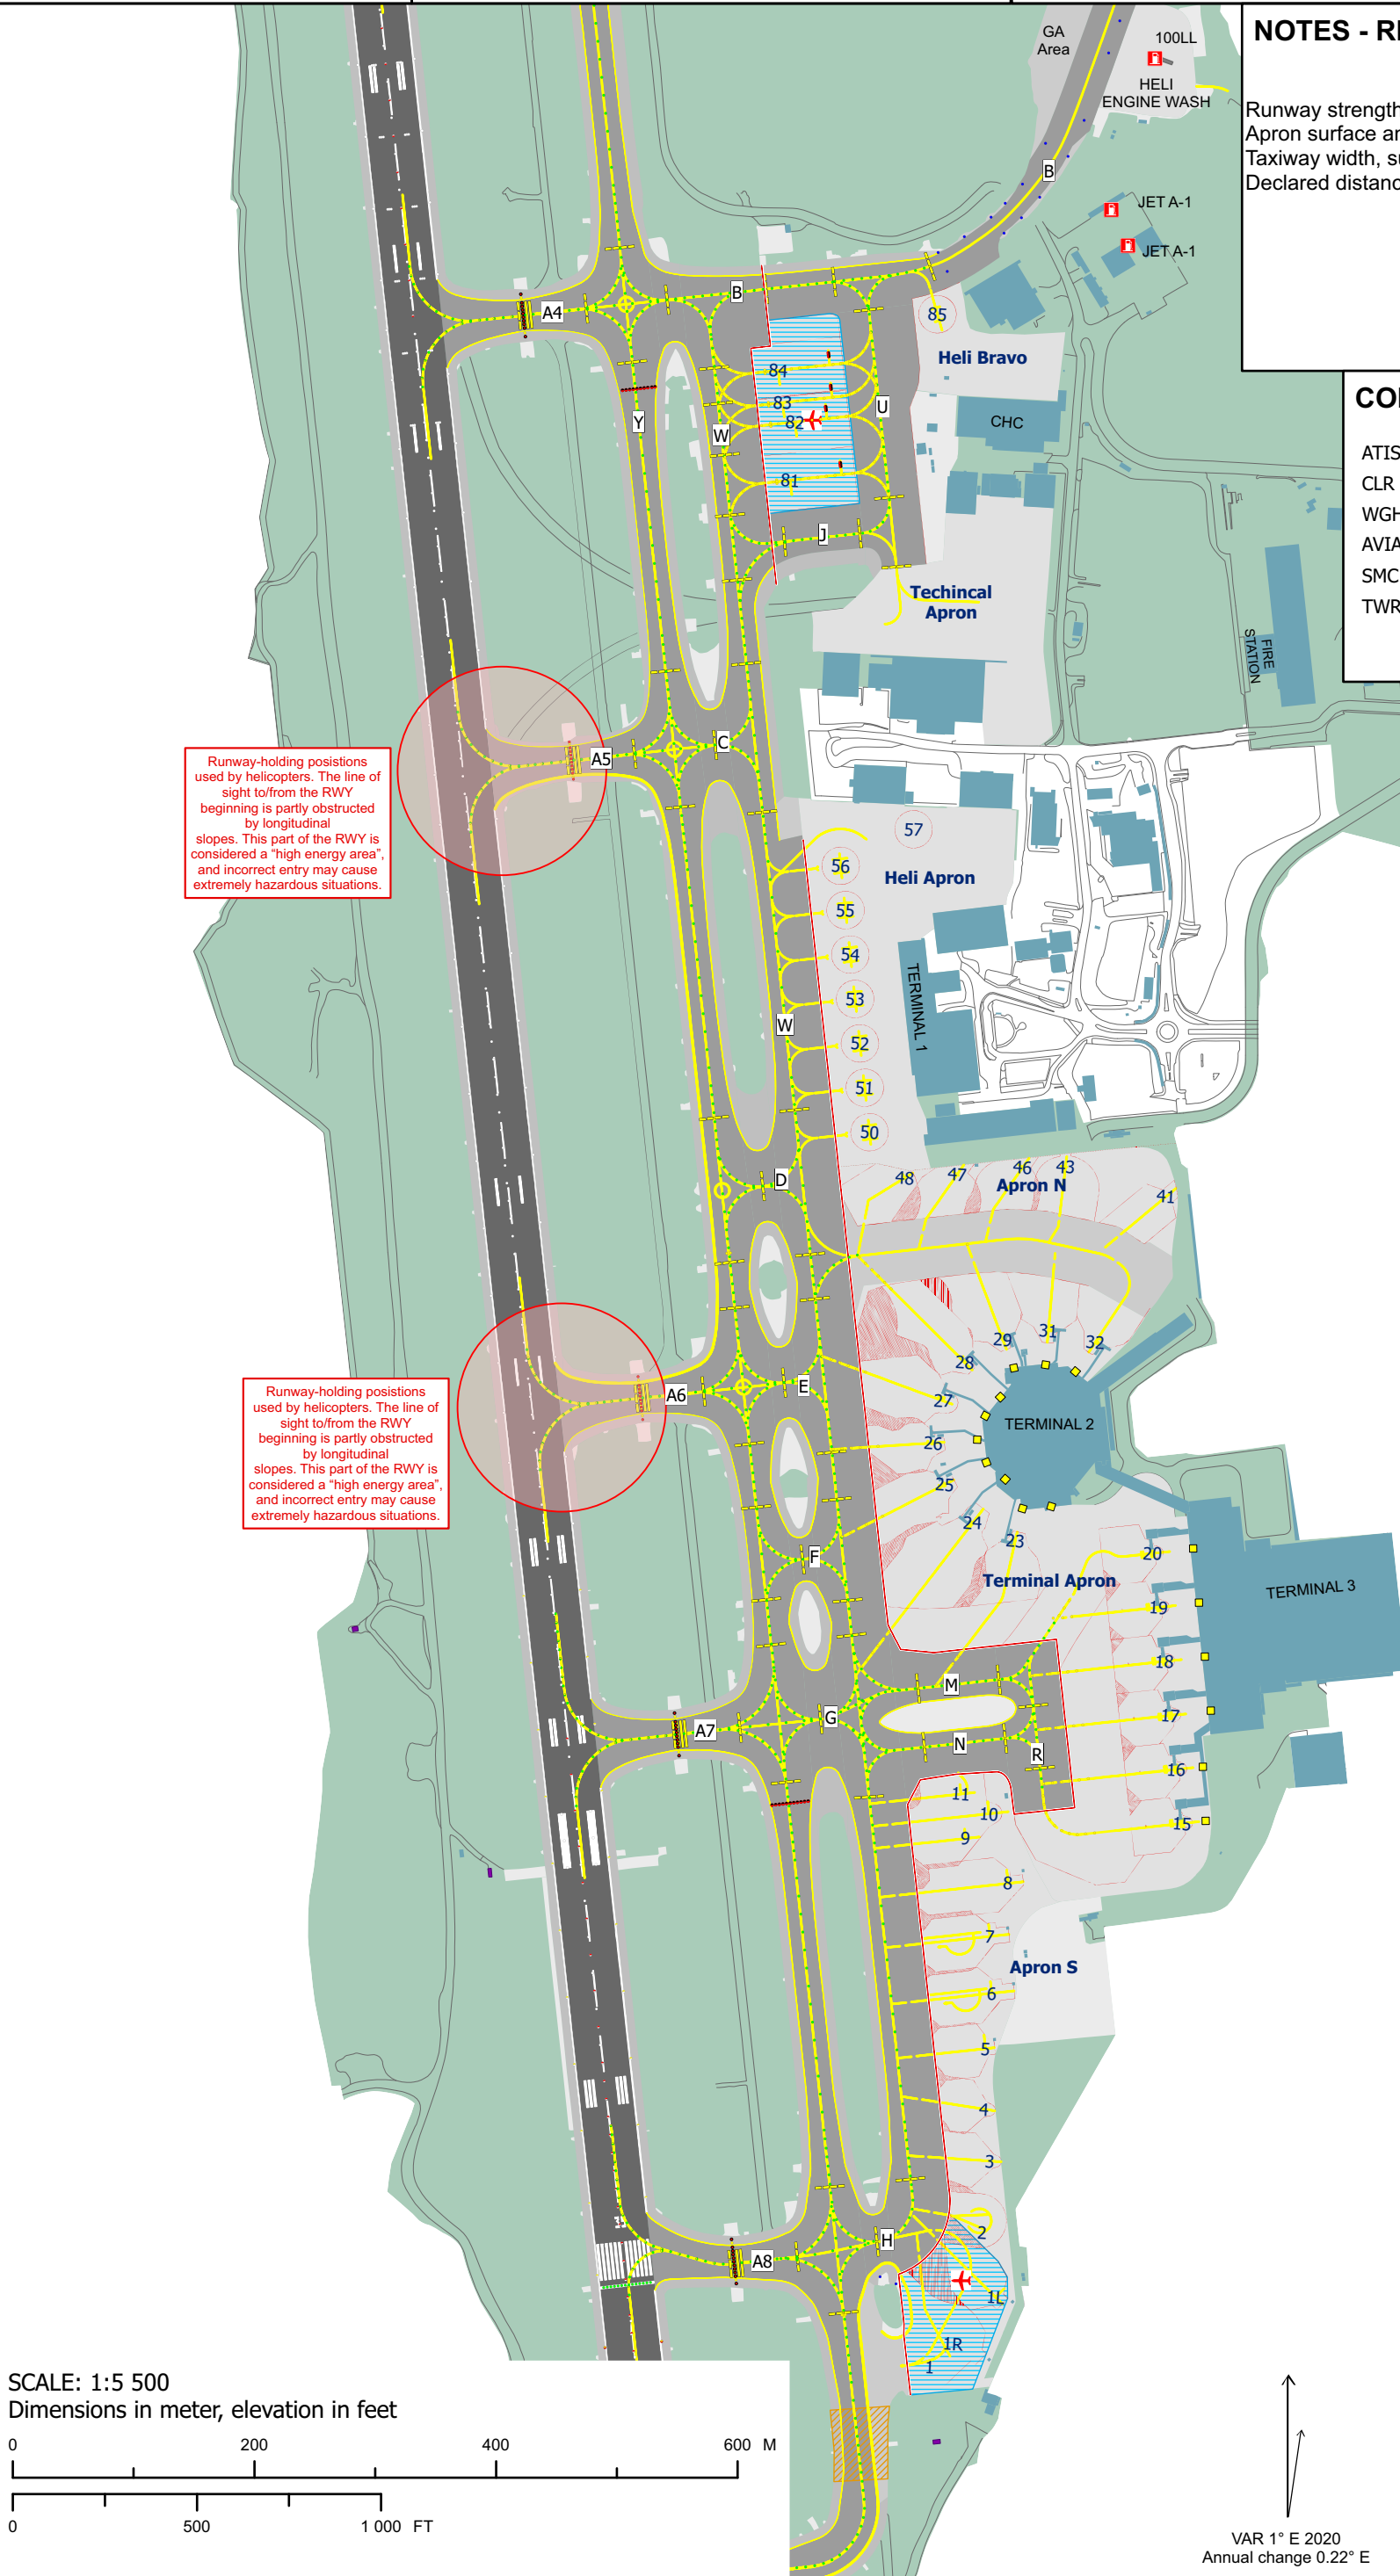 GA
Area
100LL
HELI
ENGINE WASH
NOTES - R
Runway strength
Apron surface a
Taxiway width, s
Declared distanc
B
JET A-1
JET A-1
A4
B
85
Heli Bravo
84
83
82
81
Y
W
U
CHC
J
CO
ATIS
CLR
WGH
AVIA
SMC
TWR
Techincal
Apron
FIRE
STATION
Runway-holding posistions
used by helicopters. The line of
sight to/from the RWY
beginning is partly obstructed
by longitudinal
slopes. This part of the RWY is
considered a “high energy area”,
and incorrect entry may cause
extremely hazardous situations.
A5
C
57
56
Heli Apron
55
54
53
52
51
50
W
TERMINAL 1
D
48
47
46
43
41
Apron N
29
31
32
28
27
26
25
24
23
TERMINAL 2
Runway-holding posistions
used by helicopters. The line of
sight to/from the RWY
beginning is partly obstructed
by longitudinal
slopes. This part of the RWY is
considered a “high energy area”,
and incorrect entry may cause
extremely hazardous situations.
A6
E
F
Terminal Apron
20
19
18
17
16
15
TERMINAL 3
M
G
N
R
A7
11
10
9
8
7
6
5
4
3
2
Apron S
33
H
A8
1L
1R
1
SCALE: 1:5 500
Dimensions in meter, elevation in feet
0 200 400 600 M
0 500 1 000 FT
VAR 1° E 2020
Annual change 0.22° E